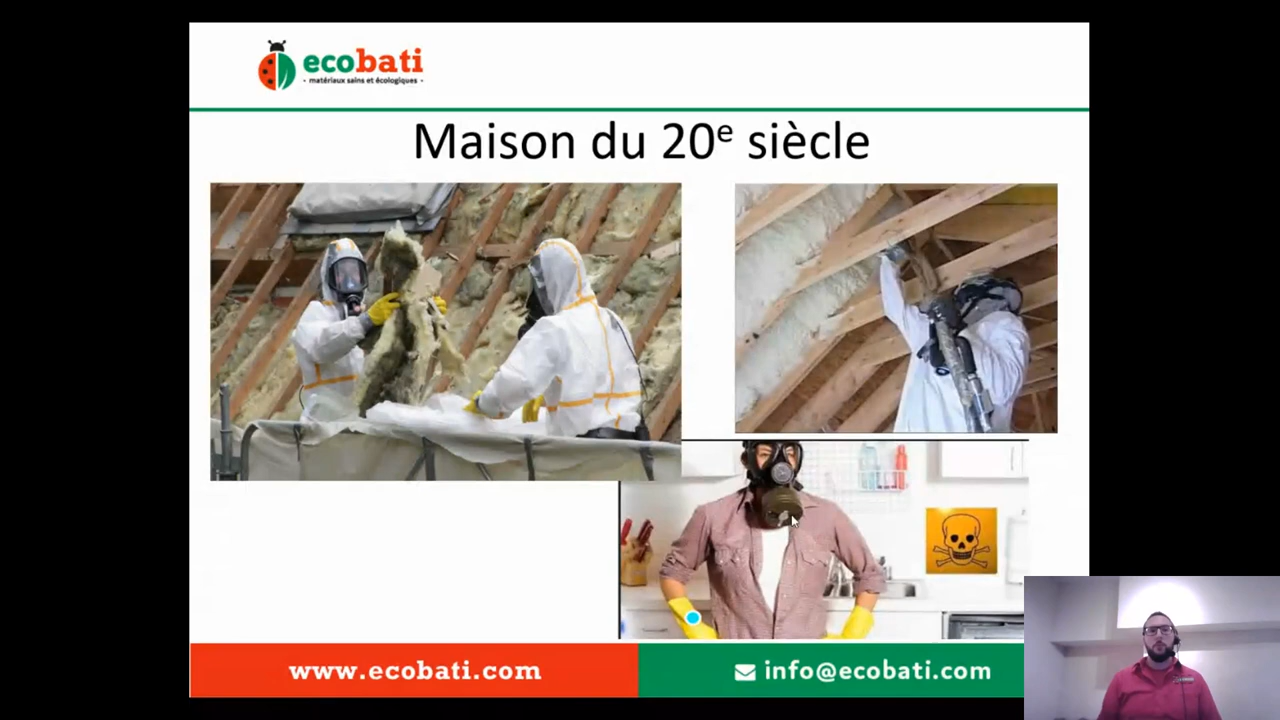 ecobati
- matériaux sains et écologiques -
Maison du 20e siècle
www.ecobati.com
info@ecobati.com